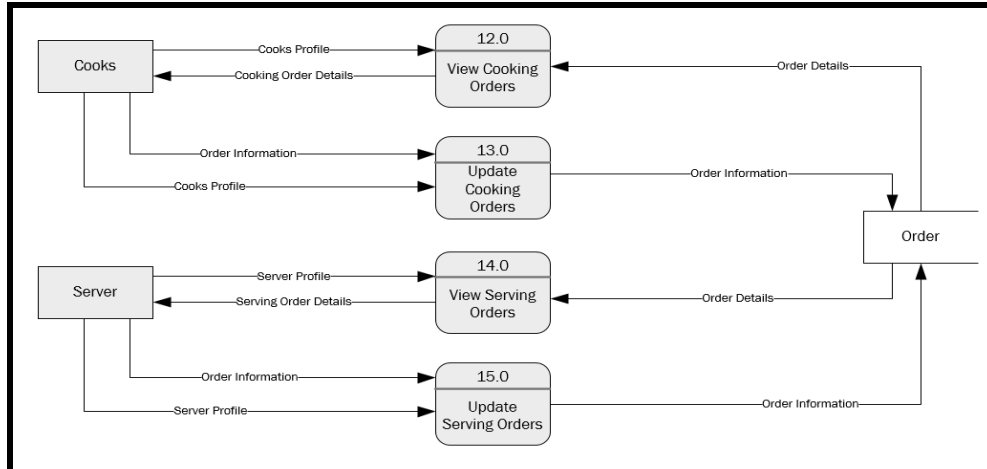 12.0
Cooks Profile
Cooks
View Cooking
Orders
Cooking Order Details
Order Details
13.0
Order Information
Update
Cooking
Orders
Cooks Profile
Order Information
Order
14.0
Server Profile
Server
View Serving
Orders
Serving Order Details
Order Details
15.0
Order Information
Update
Serving Orders
Server Profile
Order Information